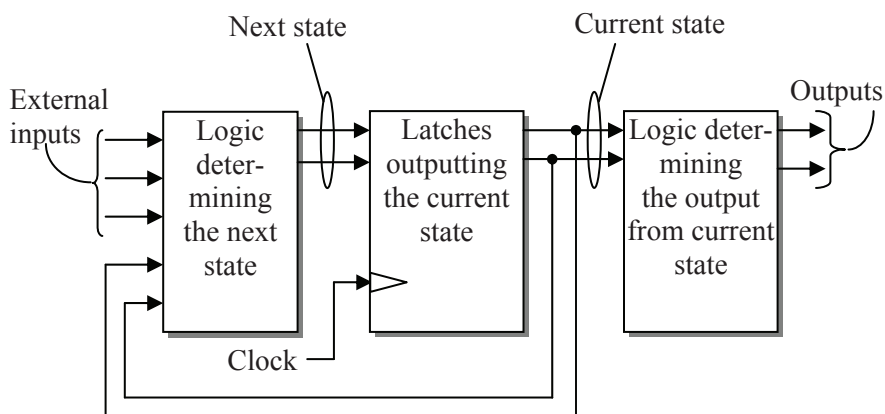 Next state
Current state
External
inputs
Outputs
Logic
deter-
mining
the next
state
Latches
outputting
the current
state
Logic deter-
mining
the output
from current
state
Clock